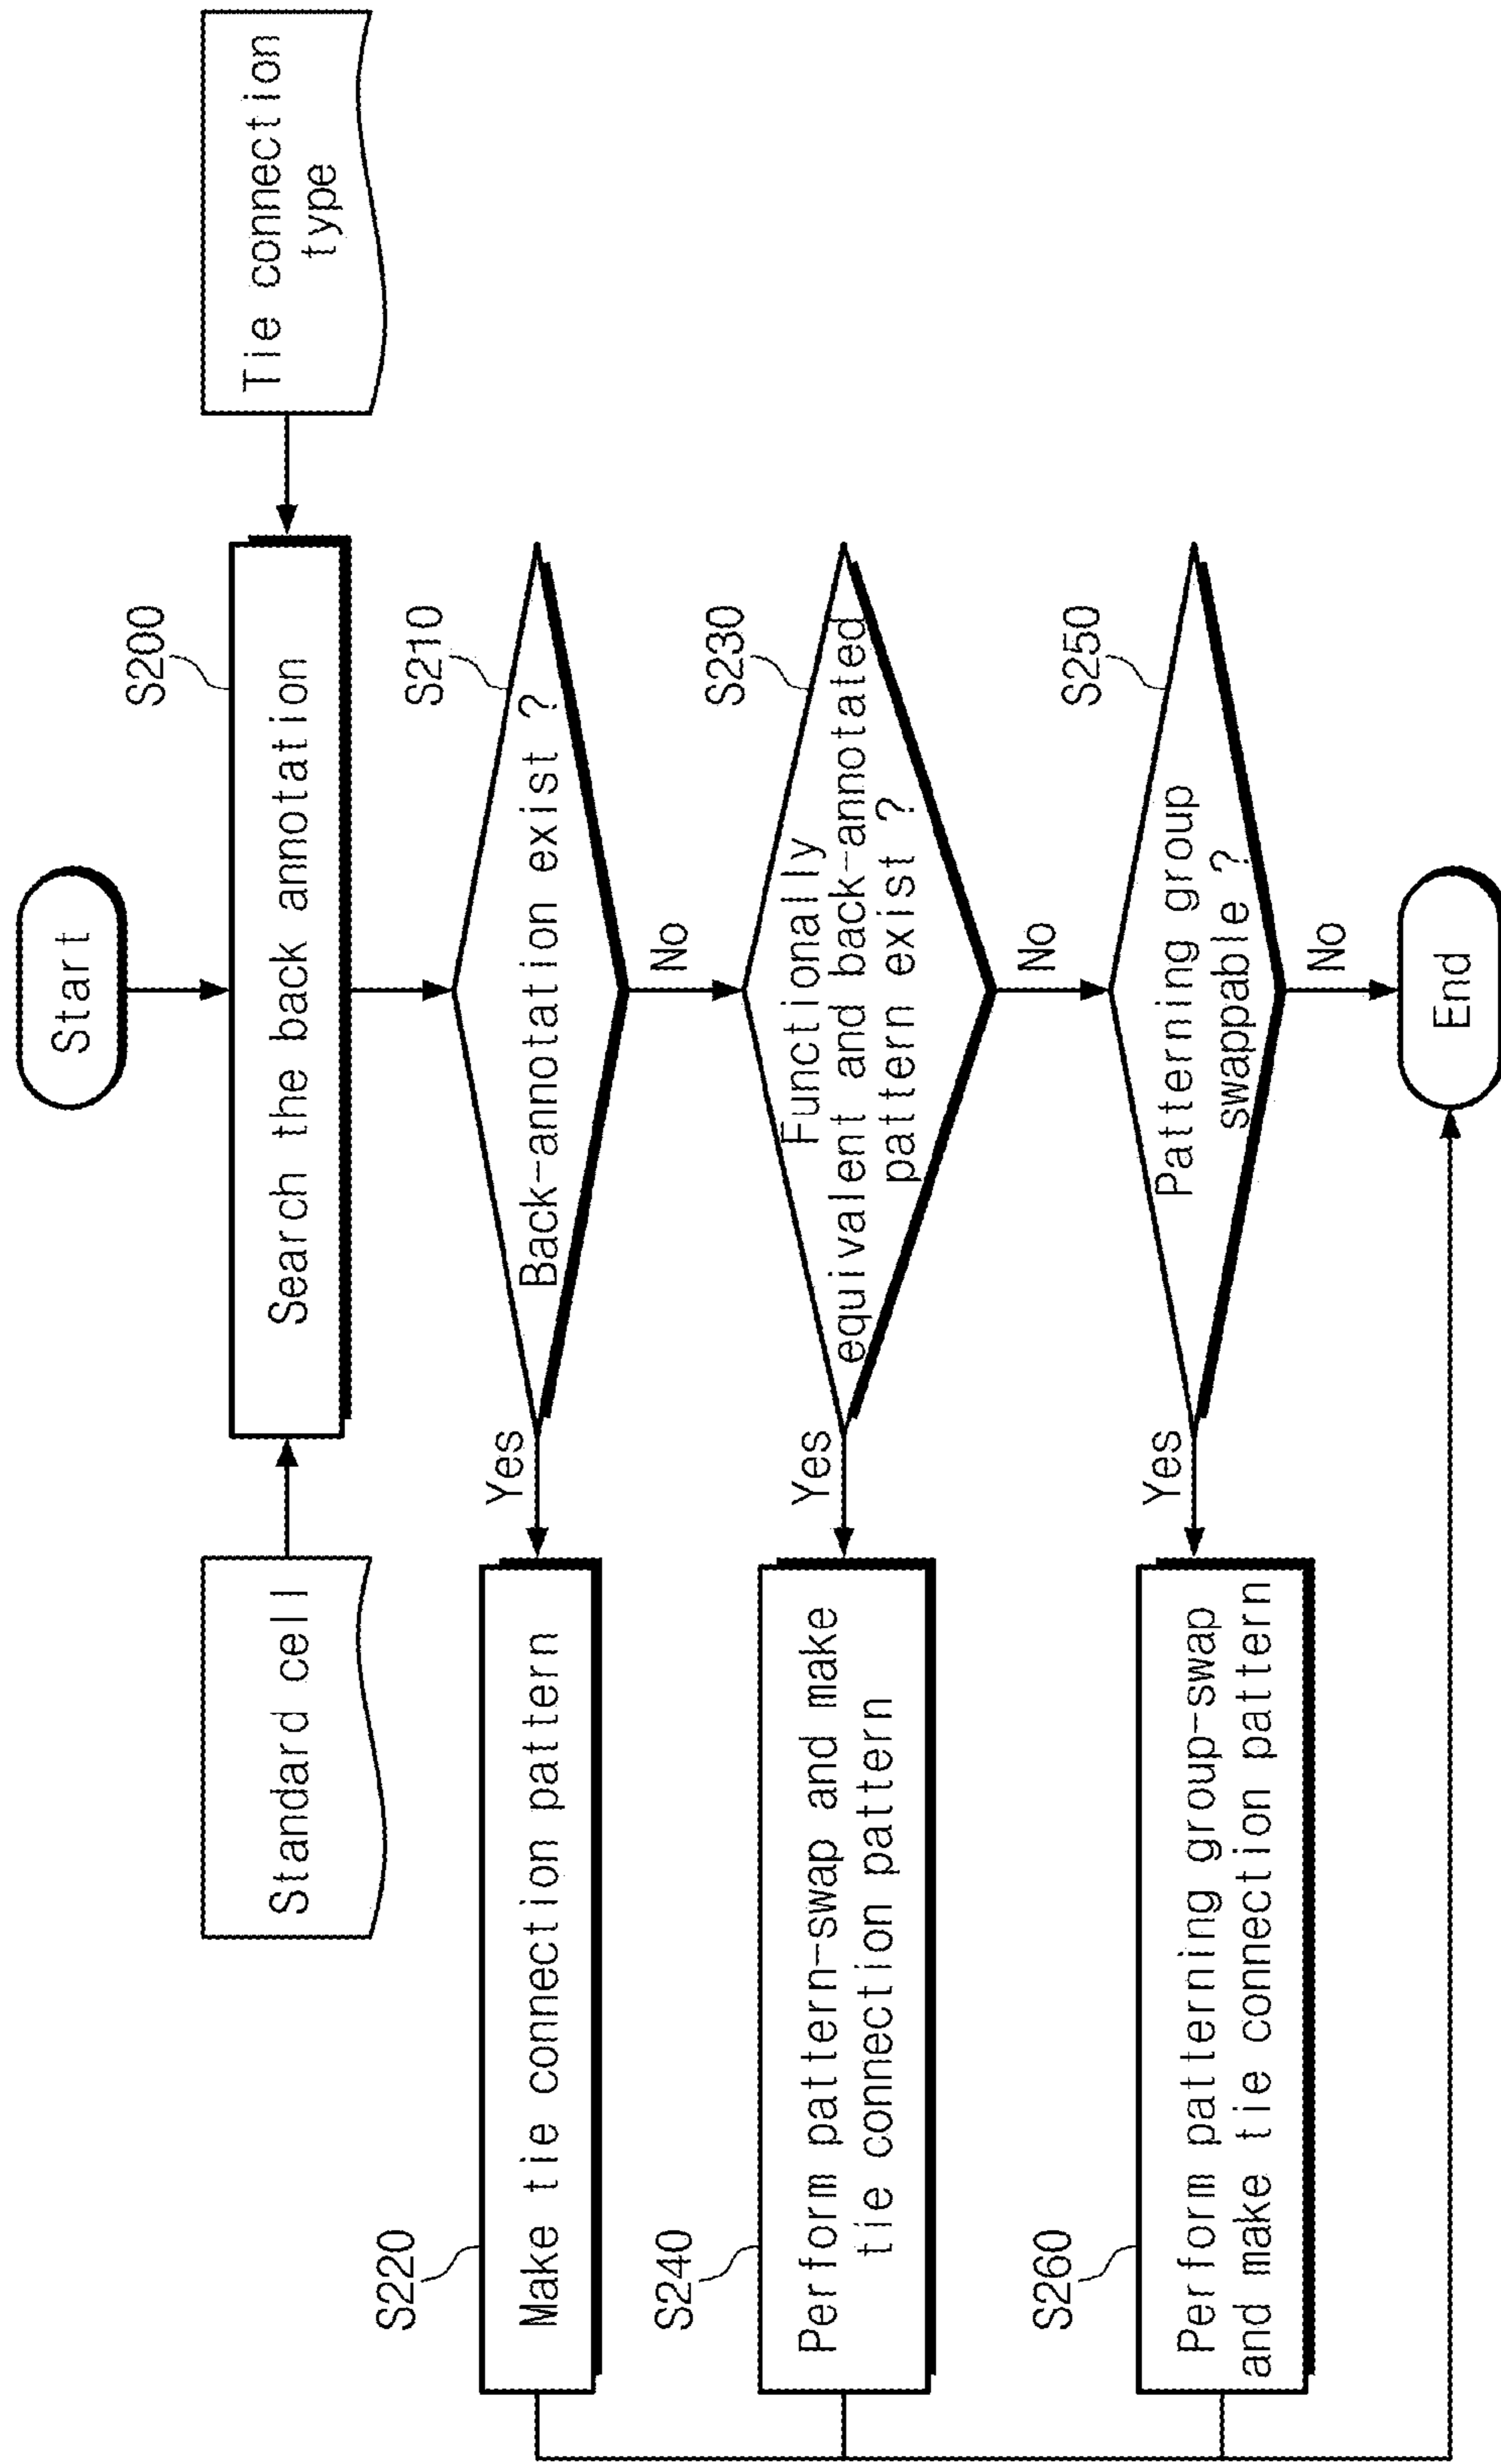 Start
S200
Standard cell
Search the back annotation
Tie connection
type
S210
Back-annotation exist ?
Yes
No
S220
Make tie connection pattern
S230
Functionally
equivalent and back-annotated
pattern exist ?
Yes
No
S240
Perform pattern-swap and make
tie connection pattern
S250
Patterning group
swappable ?
Yes
No
S260
Perform patterning group-swap
and make tie connection pattern
End